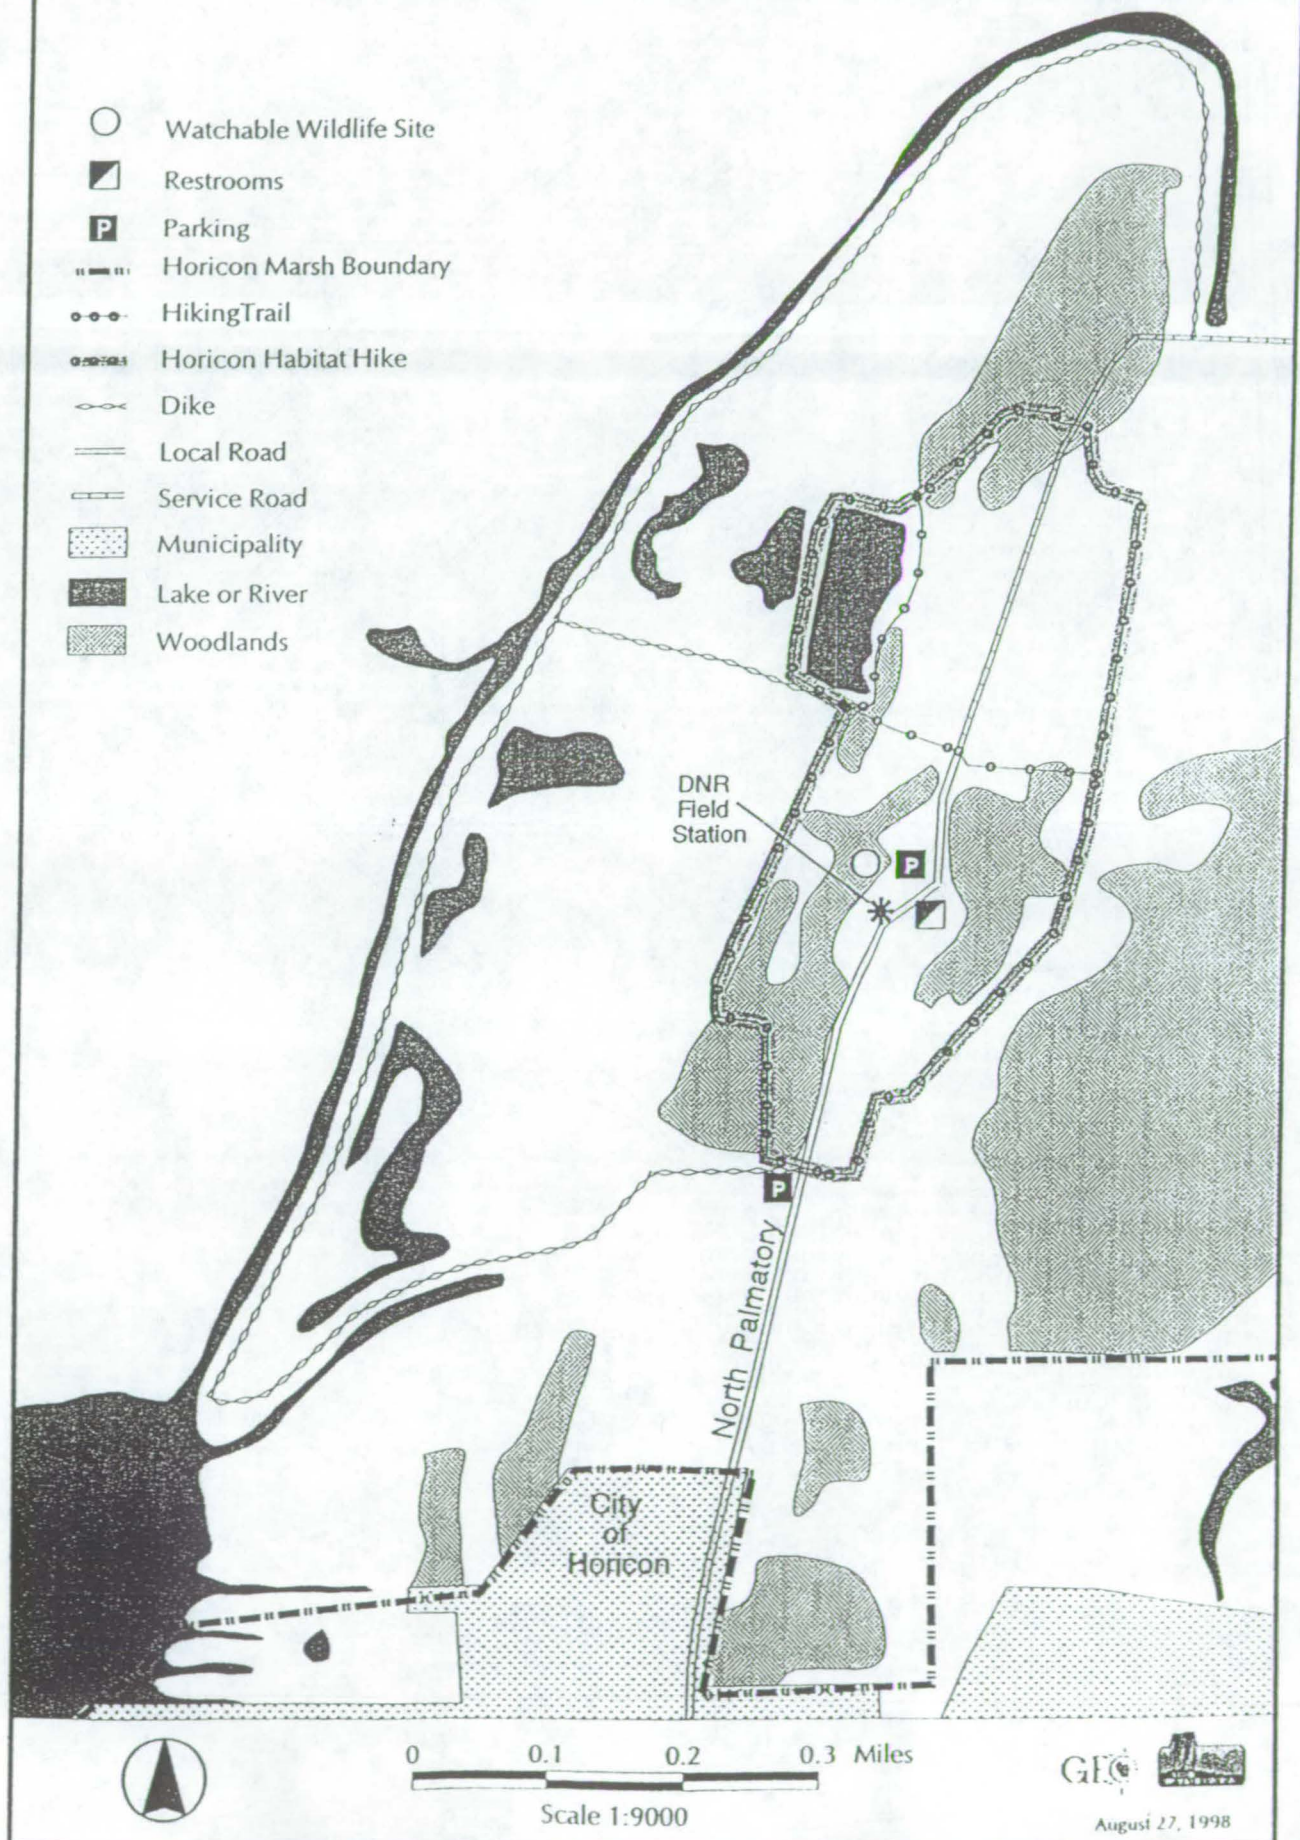 Watchable Wildlife Site
Restrooms
P Parking
Horicon Marsh Boundary
HikingTrail
Horicon Habitat Hike
Dike
Local Road
Service Road
Municipality
Lake or River
Woodlands
DNR
Field
Station
P
P
North Palmatory
City
of
Horicon
0 0.1 0.2 0.3 Miles
Scale 1:9000
GEO
August 27, 1998